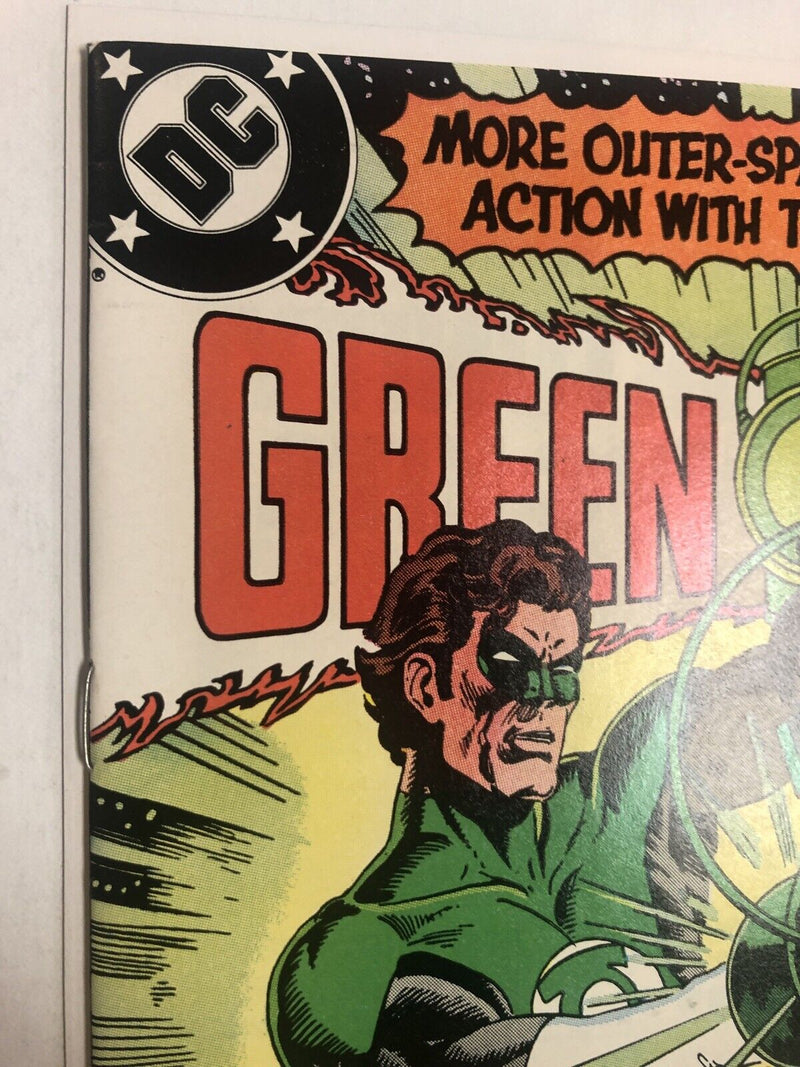 DC
MORE OUTER-SPA
ACTION WITH T
®
GREEN